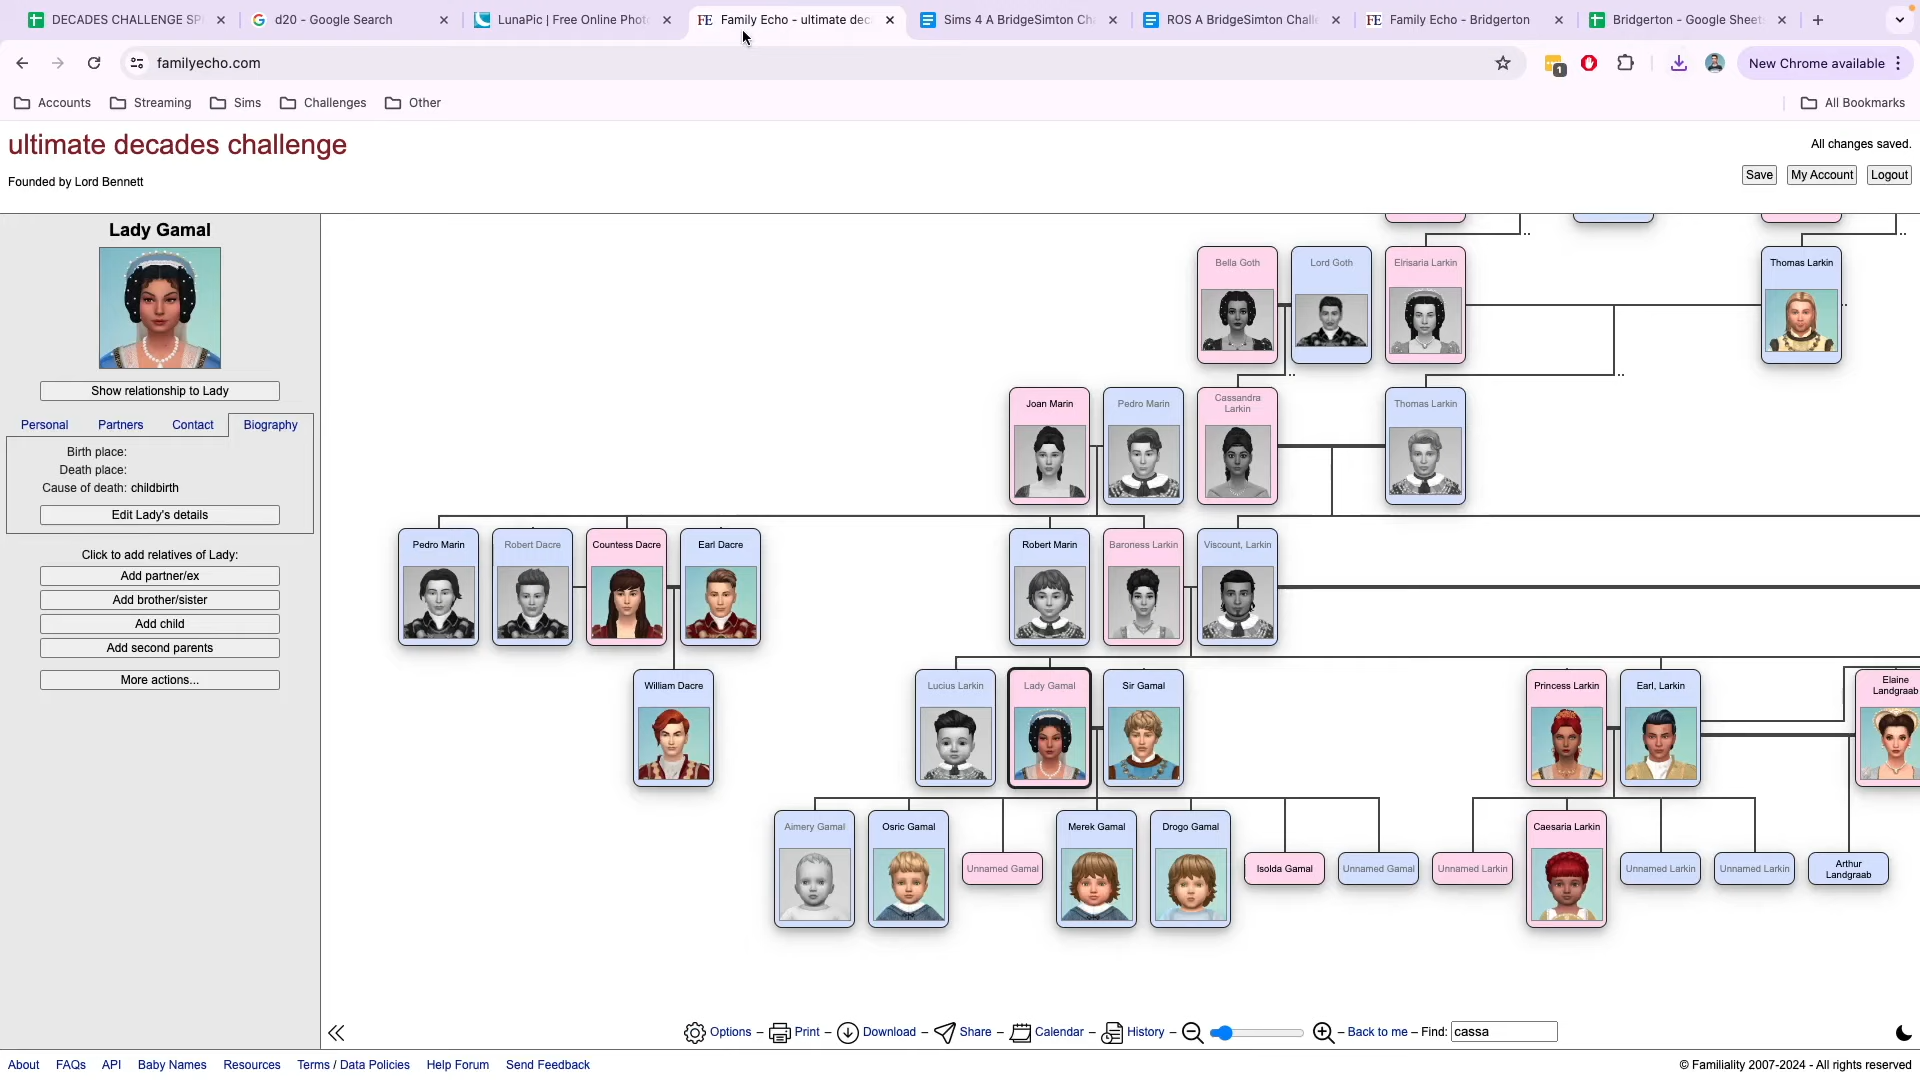 DECADES CHALLENGE SP
d20 - Google Search
LunaPic | Free Online Phot
Family Echo - ultimate dec
Sims 4 A BridgeSimton Ch
ROS A BridgeSimton Chall
Family Echo - Bridgerton
Bridgerton - Google Sheet
familyecho.com
1
New Chrome available
Accounts
Streaming
Sims
Challenges
Other
All Bookmarks
ultimate decades challenge
All changes saved.
Founded by Lord Bennett
Save
My Account
Logout
Lady Gamal
Show relationship to Lady
Personal
Partners
Contact
Biography
Birth place:
Death place:
Cause of death: childbirth
Edit Lady's details
Click to add relatives of Lady:
Add partner/ex
Add brother/sister
Add child
Add second parents
More actions...
Bella Goth
Lord Goth
Elrisaria Larkin
Thomas Larkin
Joan Marin
Pedro Marin
Cassandra
Larkin
Thomas Larkin
Pedro Marin
Robert Dacre
Countess Dacre
Earl Dacre
Robert Marin
Baroness Larkin
Viscount, Larkin
William Dacre
Lucius Larkin
Lady Gamal
Sir Gamal
Princess Larkin
Earl, Larkin
Elaine
Landgraab
Aimery Gamal
Osric Gamal
Unnamed Gamal
Merek Gamal
Drogo Gamal
Isolda Gamal
Unnamed Gamal
Unnamed Larkin
Caesaria Larkin
Unnamed Larkin
Unnamed Larkin
Arthur
Landgraab
Options – Print – Download – Share – Calendar – History – – Back to me – Find: cassa
About
FAQs
API
Baby Names
Resources
Terms / Data Policies
Help Forum
Send Feedback
© Familiality 2007-2024 - All rights reserved